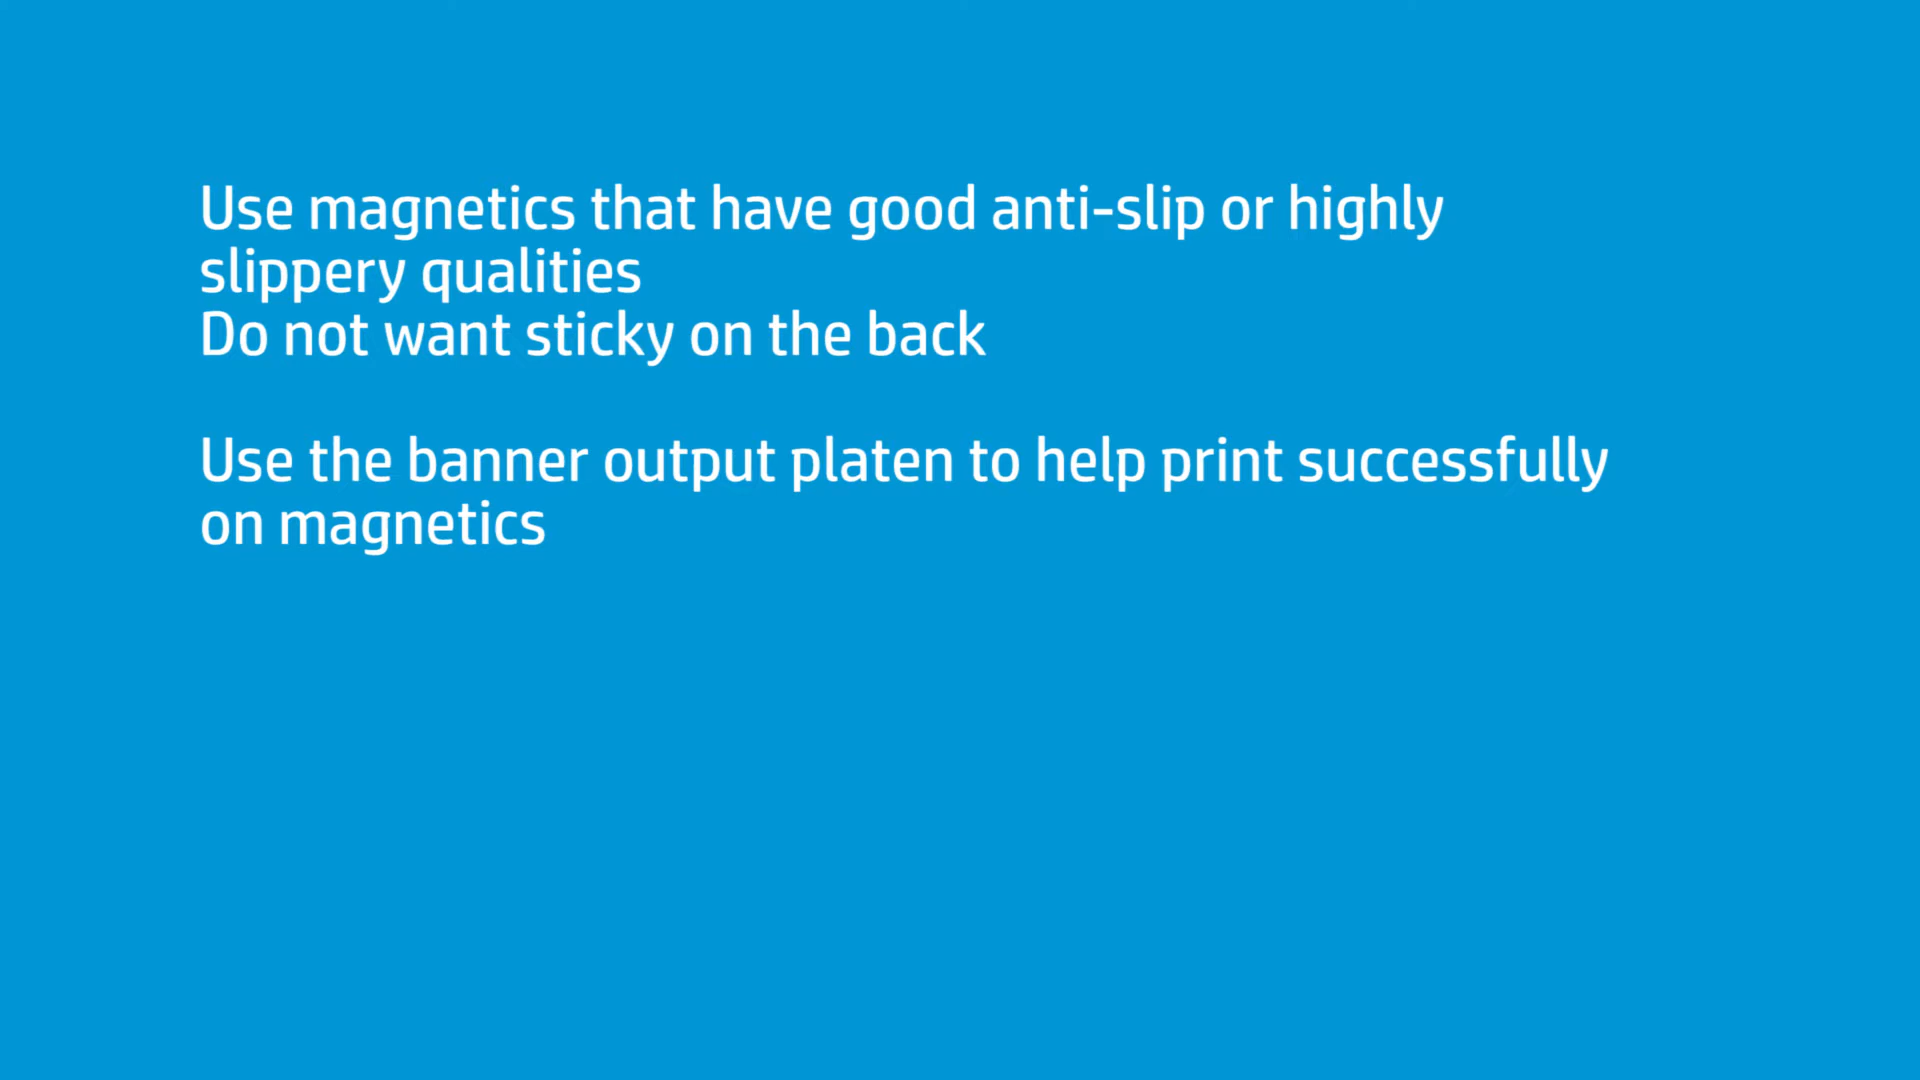 Use magnetics that have good anti-slip or highly
slippery qualities
Do not want sticky on the back
Use the banner output platen to help print successfully
on magnetics